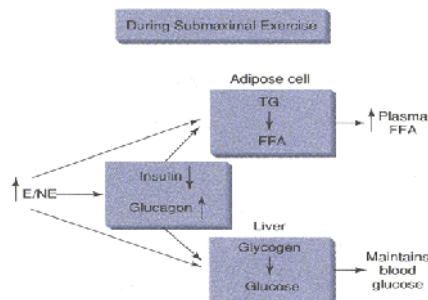 During Submaximal Exercise
Adipose cell
TG
FFA
↑ Plasma
FFA
↑ E/NE
Insulin ↓
Glucagon ↑
Liver
Glycogen
Glucose
Maintains
blood
glucose